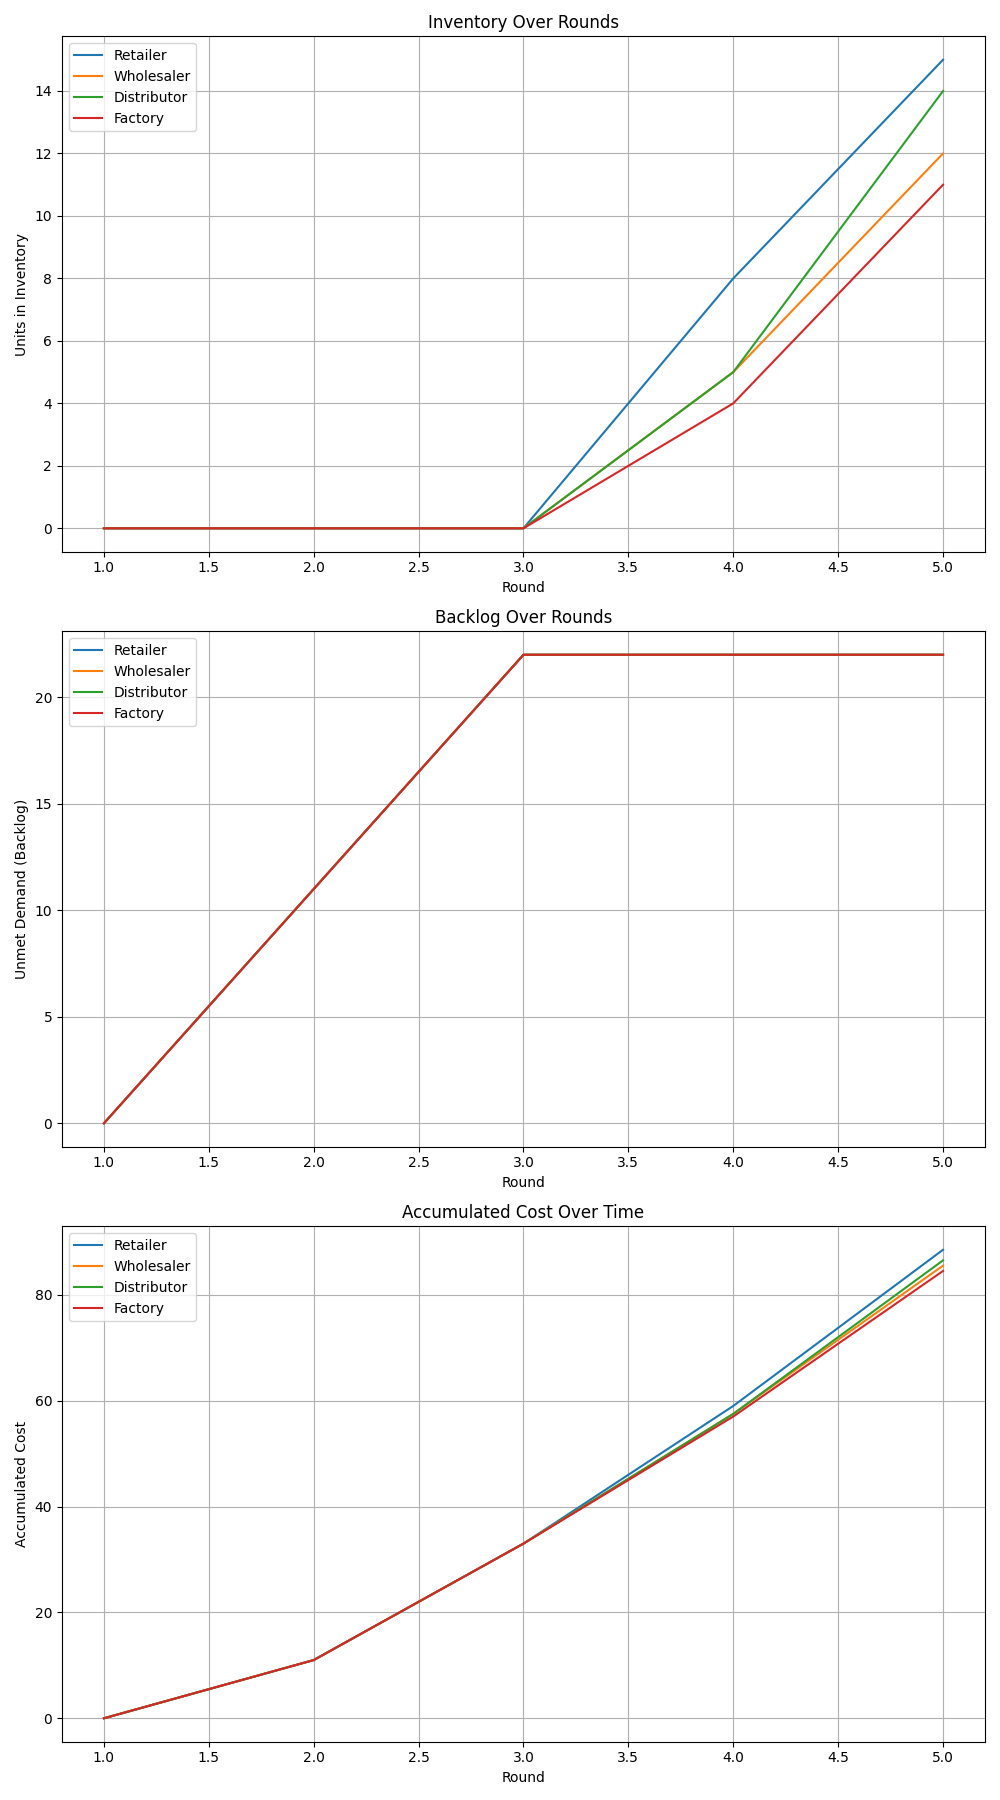 Inventory Over Rounds
Retailer
Wholesaler
Distributor
Factory
Units in Inventory
14
12
10
8
6
4
2
0
1.0 1.5 2.0 2.5 3.0 3.5 4.0 4.5 5.0
Round
Backlog Over Rounds
Retailer
Wholesaler
Distributor
Factory
Unmet Demand (Backlog)
20
15
10
5
0
1.0 1.5 2.0 2.5 3.0 3.5 4.0 4.5 5.0
Round
Accumulated Cost Over Time
Retailer
Wholesaler
Distributor
Factory
Accumulated Cost
80
60
40
20
0
1.0 1.5 2.0 2.5 3.0 3.5 4.0 4.5 5.0
Round